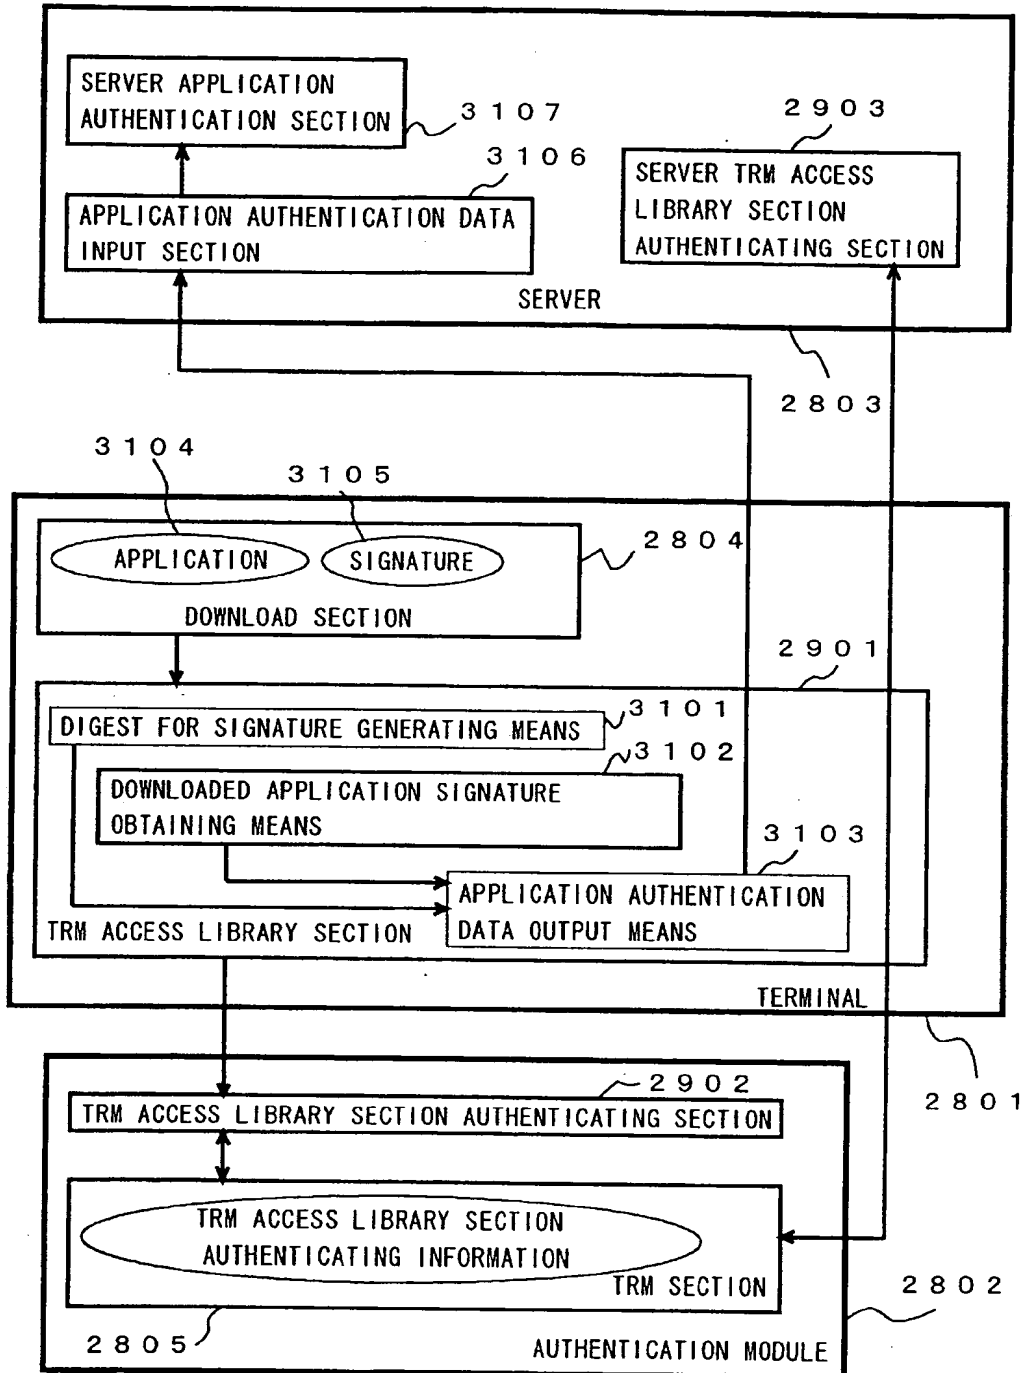 SERVER APPLICATION
AUTHENTICATION SECTION
3107
2903
3106
SERVER TRM ACCESS
LIBRARY SECTION
AUTHENTICATING SECTION
APPLICATION AUTHENTICATION DATA
INPUT SECTION
SERVER
2803
3104
3105
2804
APPLICATION
SIGNATURE
DOWNLOAD SECTION
2901
DIGEST FOR SIGNATURE GENERATING MEANS
3101
3102
DOWNLOADED APPLICATION SIGNATURE
OBTAINING MEANS
3103
APPLICATION AUTHENTICATION
DATA OUTPUT MEANS
TRM ACCESS LIBRARY SECTION
TERMINAL
2801
2902
TRM ACCESS LIBRARY SECTION AUTHENTICATING SECTION
TRM ACCESS LIBRARY SECTION
AUTHENTICATING INFORMATION
TRM SECTION
2802
2805
AUTHENTICATION MODULE